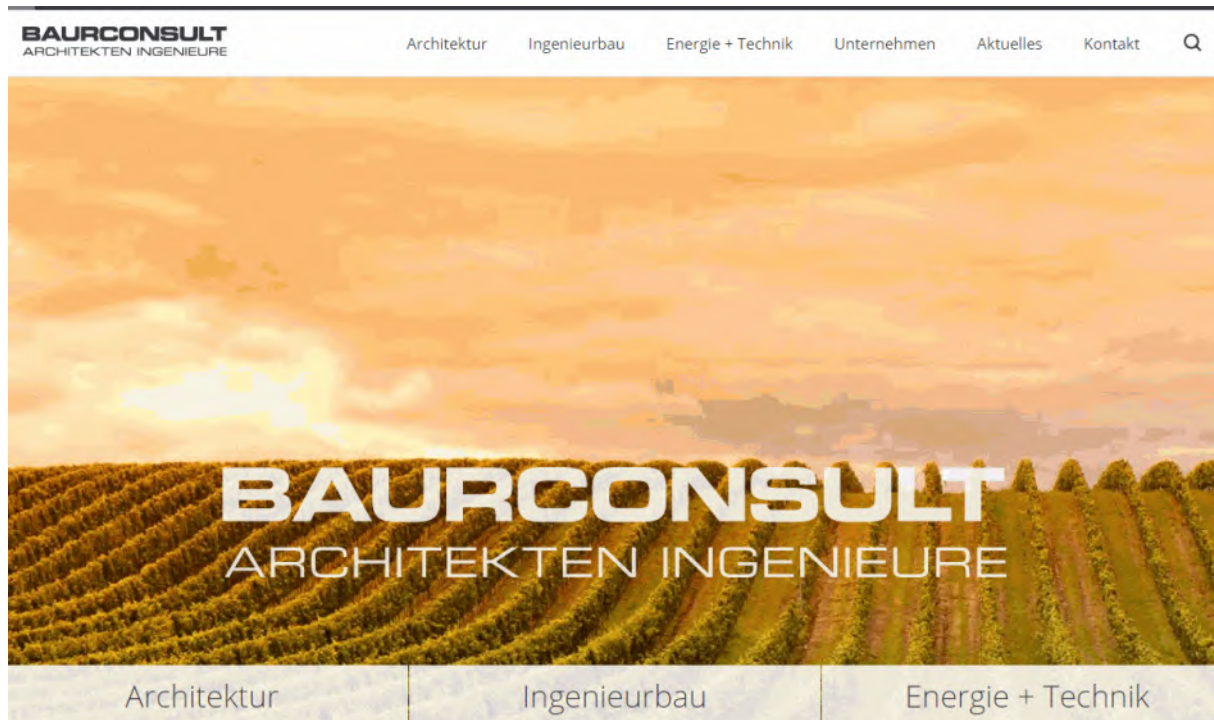 BAURCONSULT
ARCHITEKTEN INGENIEURE
Architektur Ingenieurbau Energie + Technik Unternehmen Aktuelles Kontakt
BAURCONSULT
ARCHITEKTEN INGENIEURE
Architektur Ingenieurbau Energie + Technik